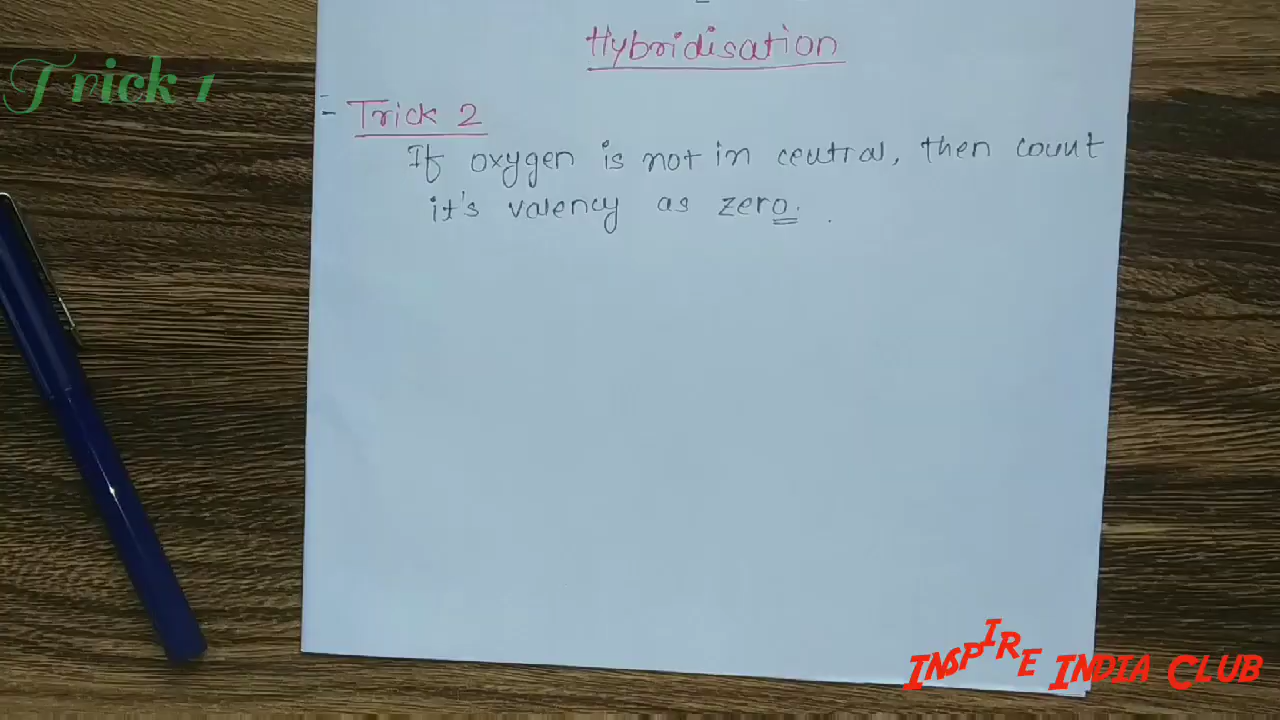 Hybridisation
Trick 1
- Trick 2
If oxygen is not in central, then count
it's valency as zero.
INSPIRE INDIA CLUB